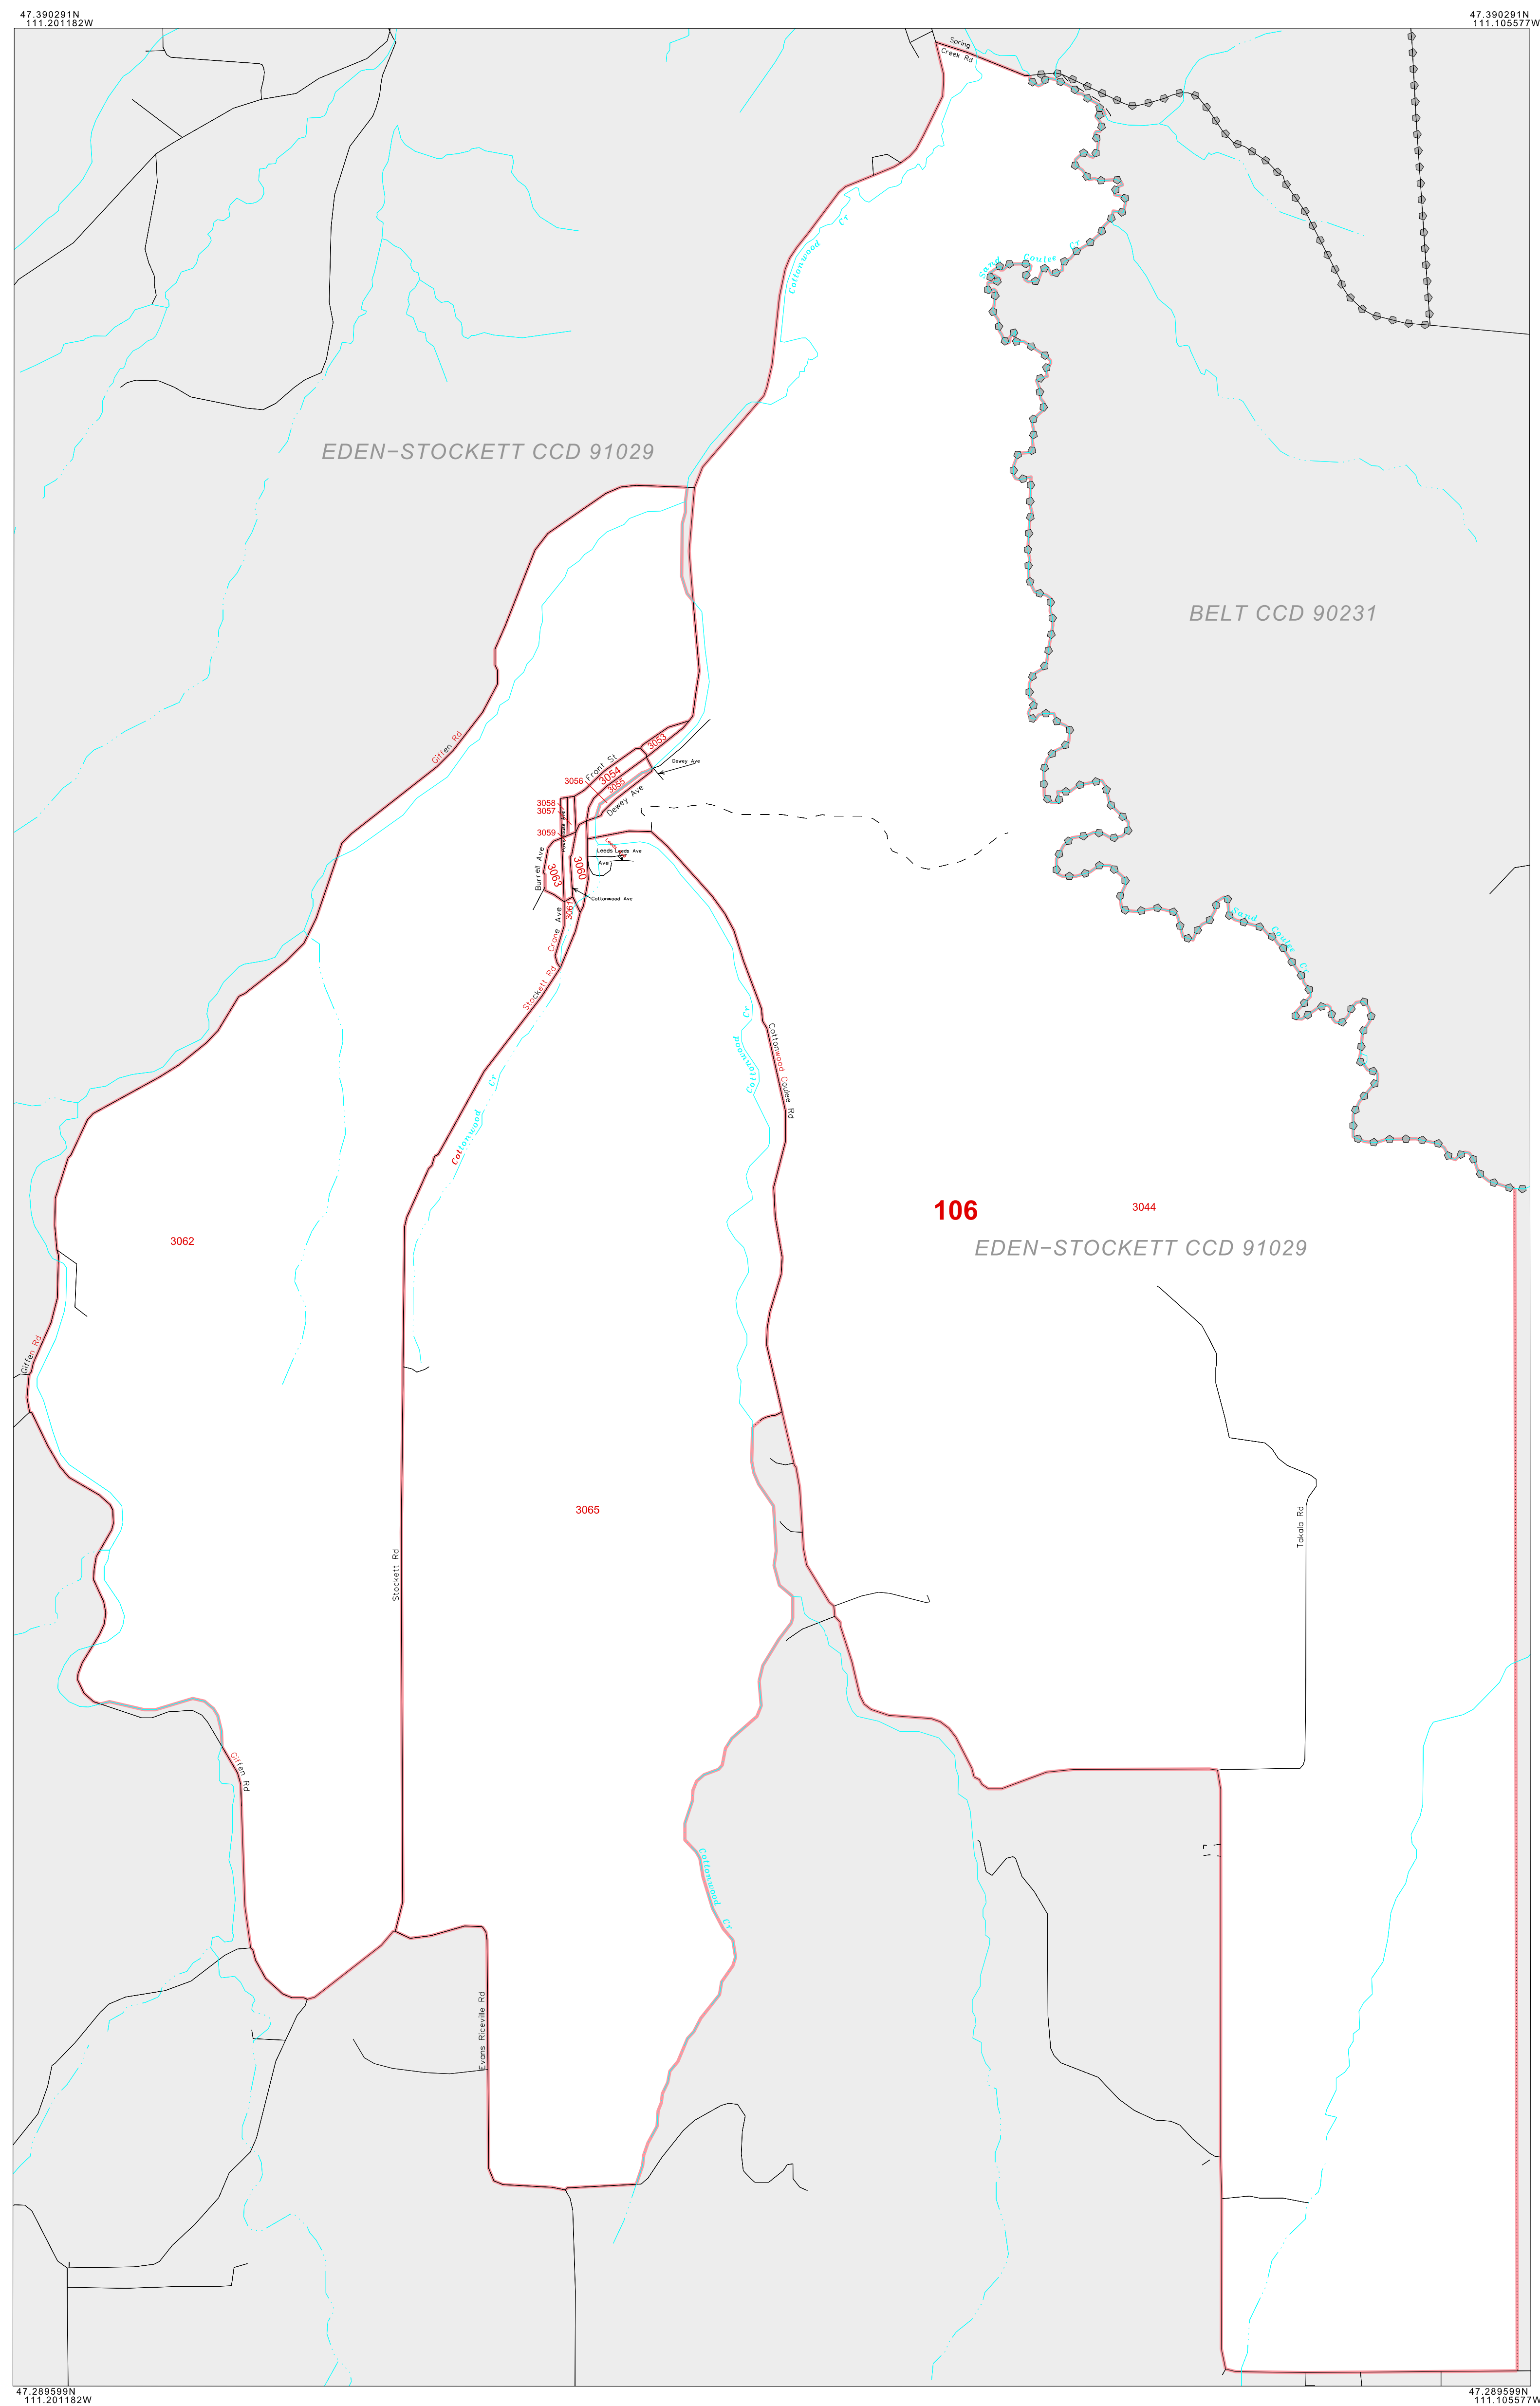 47.390291N
111.201182W
47.390291N
111.105577W
Spring
Creek Rd
Cottonwood Cr
Sand Coulee Cr
EDEN-STOCKETT CCD 91029
BELT CCD 90231
Giffen Rd
3053
Front St
Dewey Ave
3054
3056
3055
Dewey Ave
3058
3057
3059
Leeds
Ave
Leeds Ave
Burrell Ave
3063
3060
Cottonwood Ave
3061
Crane Ave
Sand Coulee Cr
Stockett Rd
Cottonwood Cr
Cottonwood Coulee Rd
Cottonwood Cr
106
3044
3062
EDEN-STOCKETT CCD 91029
Giffen Rd
3065
Takala Rd
Stockett Rd
Giffen Rd
Cottonwood Cr
Evans Riceville Rd
47.289599N
111.201182W
47.289599N
111.105577W